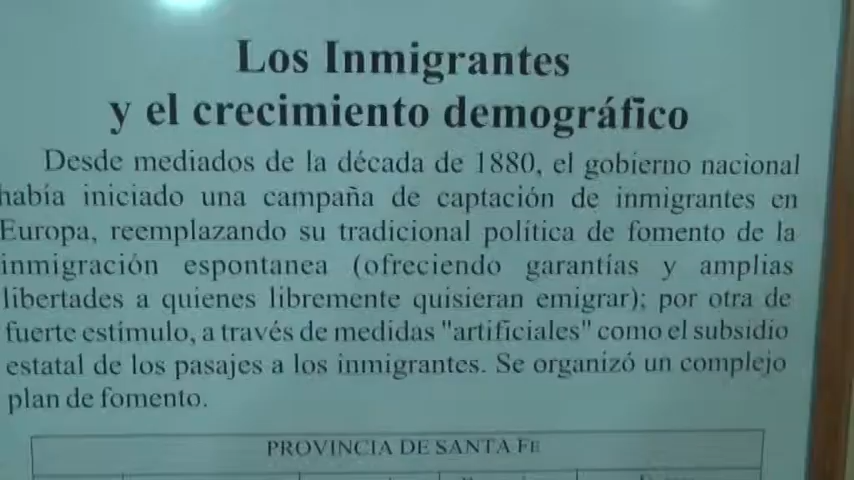 Los Inmigrantes
y el crecimiento demográfico
Desde mediados de la década de 1880, el gobierno nacional
había iniciado una campaña de captación de inmigrantes en
Europa, reemplazando su tradicional política de fomento de la
inmigración espontanea (ofreciendo garantías y amplias
libertades a quienes libremente quisieran emigrar); por otra de
fuerte estímulo, a través de medidas "artificiales" como el subsidio
estatal de los pasajes a los inmigrantes. Se organizó un complejo
plan de fomento.
PROVINCIA DE SANTA FE